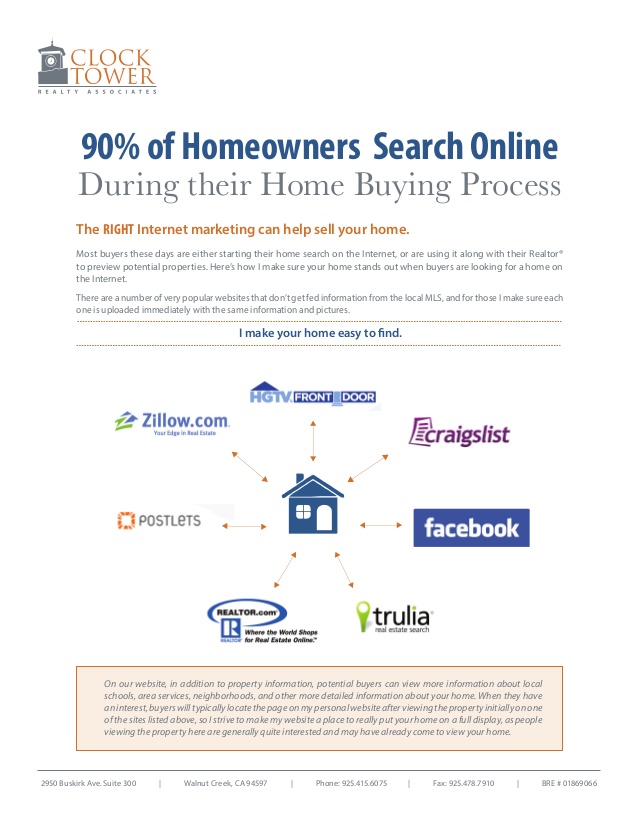 CLOCK
TOWER
REALTY ASSOCIATES
90% of Homeowners Search Online
During their Home Buying Process
The RIGHT Internet marketing can help sell your home.
Most buyers these days are either starting their home search on the Internet, or are using it along with their Realtor®
to preview potential properties. Here's how I make sure your home stands out when buyers are looking for a home on
the Internet.
There are a number of very popular websites that don't get fed information from the local MLS, and for those I make sure each
one is uploaded immediately with the same information and pictures.
I make your home easy to find.
HGTV FRONTDOOR
Zillow.com
Your Edge in Real Estate
craigslist
POSTLETS
facebook
REALTOR.com®
R
REALTOR®
Where the World Shops
for Real Estate Online.™
trulia
real estate search
On our website, in addition to property information, potential buyers can view more information about local
schools, area services, neighborhoods, and other more detailed information about your home. When they have
an interest, buyers will typically locate the page on my personal website after viewing the property initially on one
of the sites listed above, so I strive to make my website a place to really put your home on a full display, as people
viewing the property here are generally quite interested and may have already come to view your home.
2950 Buskirk Ave. Suite 300 | Walnut Creek, CA 94597 | Phone: 925.415.6075 | Fax: 925.478.7910 | BRE # 01869066